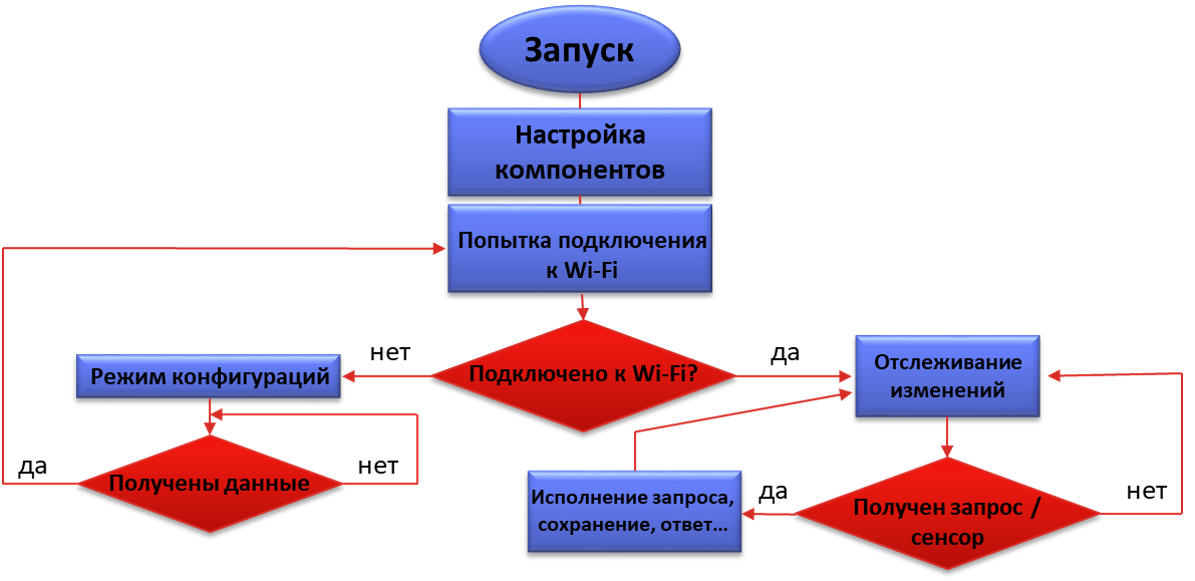 Запуск
Настройка
компонентов
Попытка подключения
к Wi-Fi
Подключено к Wi-Fi?
нет
да
Режим конфигураций
Получены данные
да
нет
Отслеживание
изменений
Получен запрос /
сенсор
да
нет
Исполнение запроса,
сохранение, ответ...